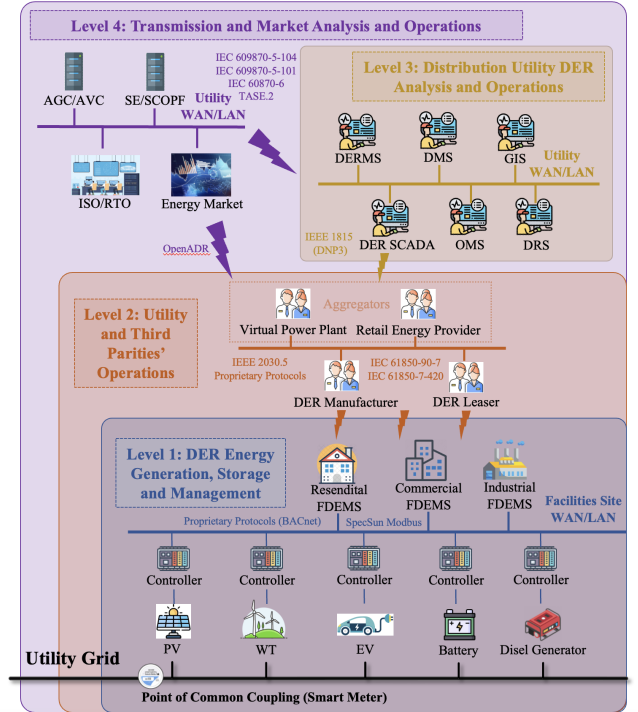 Level 4: Transmission and Market Analysis and Operations
IEC 609870-5-104
IEC 609870-5-101
IEC 60870-6
TASE.2
AGC/AVC
SE/SCOPF
Utility
WAN/LAN
ISO/RTO
Energy Market
OpenADR
Level 3: Distribution Utility DER
Analysis and Operations
DERMS
DMS
GIS
Utility
WAN/LAN
DER SCADA
OMS
DRS
IEEE 1815
(DNP3)
Level 2: Utility
and Third
Parities'
Operations
Aggregators
Virtual Power Plant
Retail Energy Provider
IEEE 2030.5
Proprietary Protocols
IEC 61850-90-7
IEC 61850-7-420
DER Manufacturer
DER Leaser
Level 1: DER Energy
Generation, Storage
and Management
Resendital
FDEMS
Commercial
FDEMS
Industrial
FDEMS
Facilities Site
WAN/LAN
Proprietary Protocols (BACnet)
SpecSun Modbus
Controller
Controller
Controller
Controller
Controller
PV
WT
EV
Battery
Disel Generator
Utility Grid
Point of Common Coupling (Smart Meter)